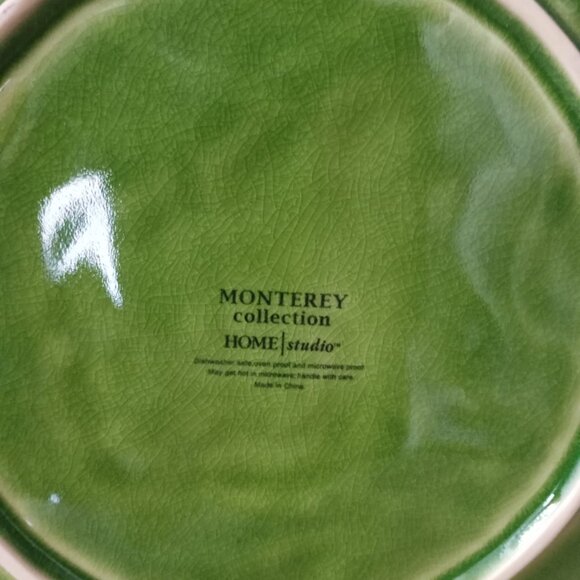 MONTEREY
collection
HOME|studio™
Dishwasher safe,oven proof and microwave proof
May get hot in microwave; handle with care.
Made in China.